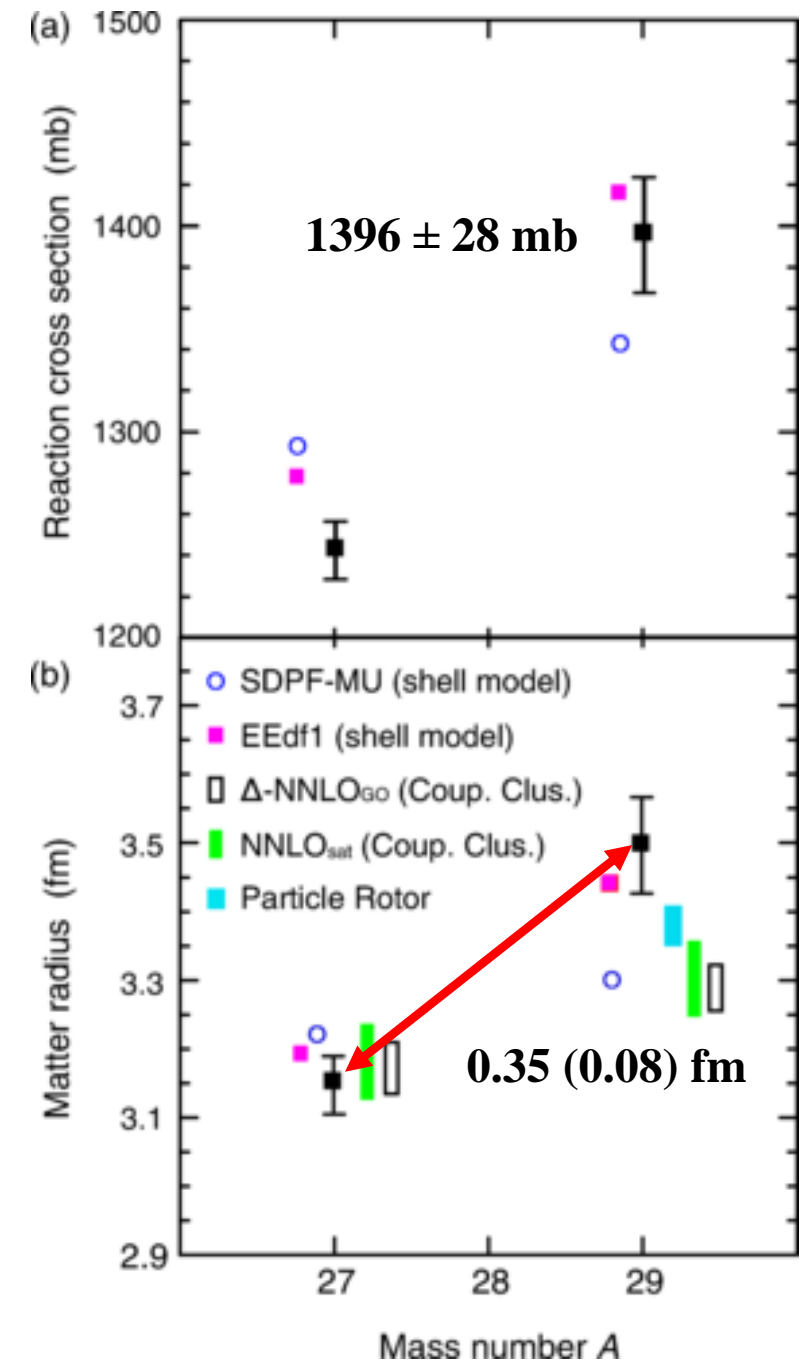 (a)
1500
1400
1300
1200
Reaction cross section (mb)
1396 ± 28 mb
(b)
SDPF-MU (shell model)
EEdf1 (shell model)
Δ-NNLOGO (Coup. Clus.)
NNLOsat (Coup. Clus.)
Particle Rotor
3.7
3.5
3.3
3.1
2.9
Matter radius (fm)
0.35 (0.08) fm
27 28 29
Mass number A